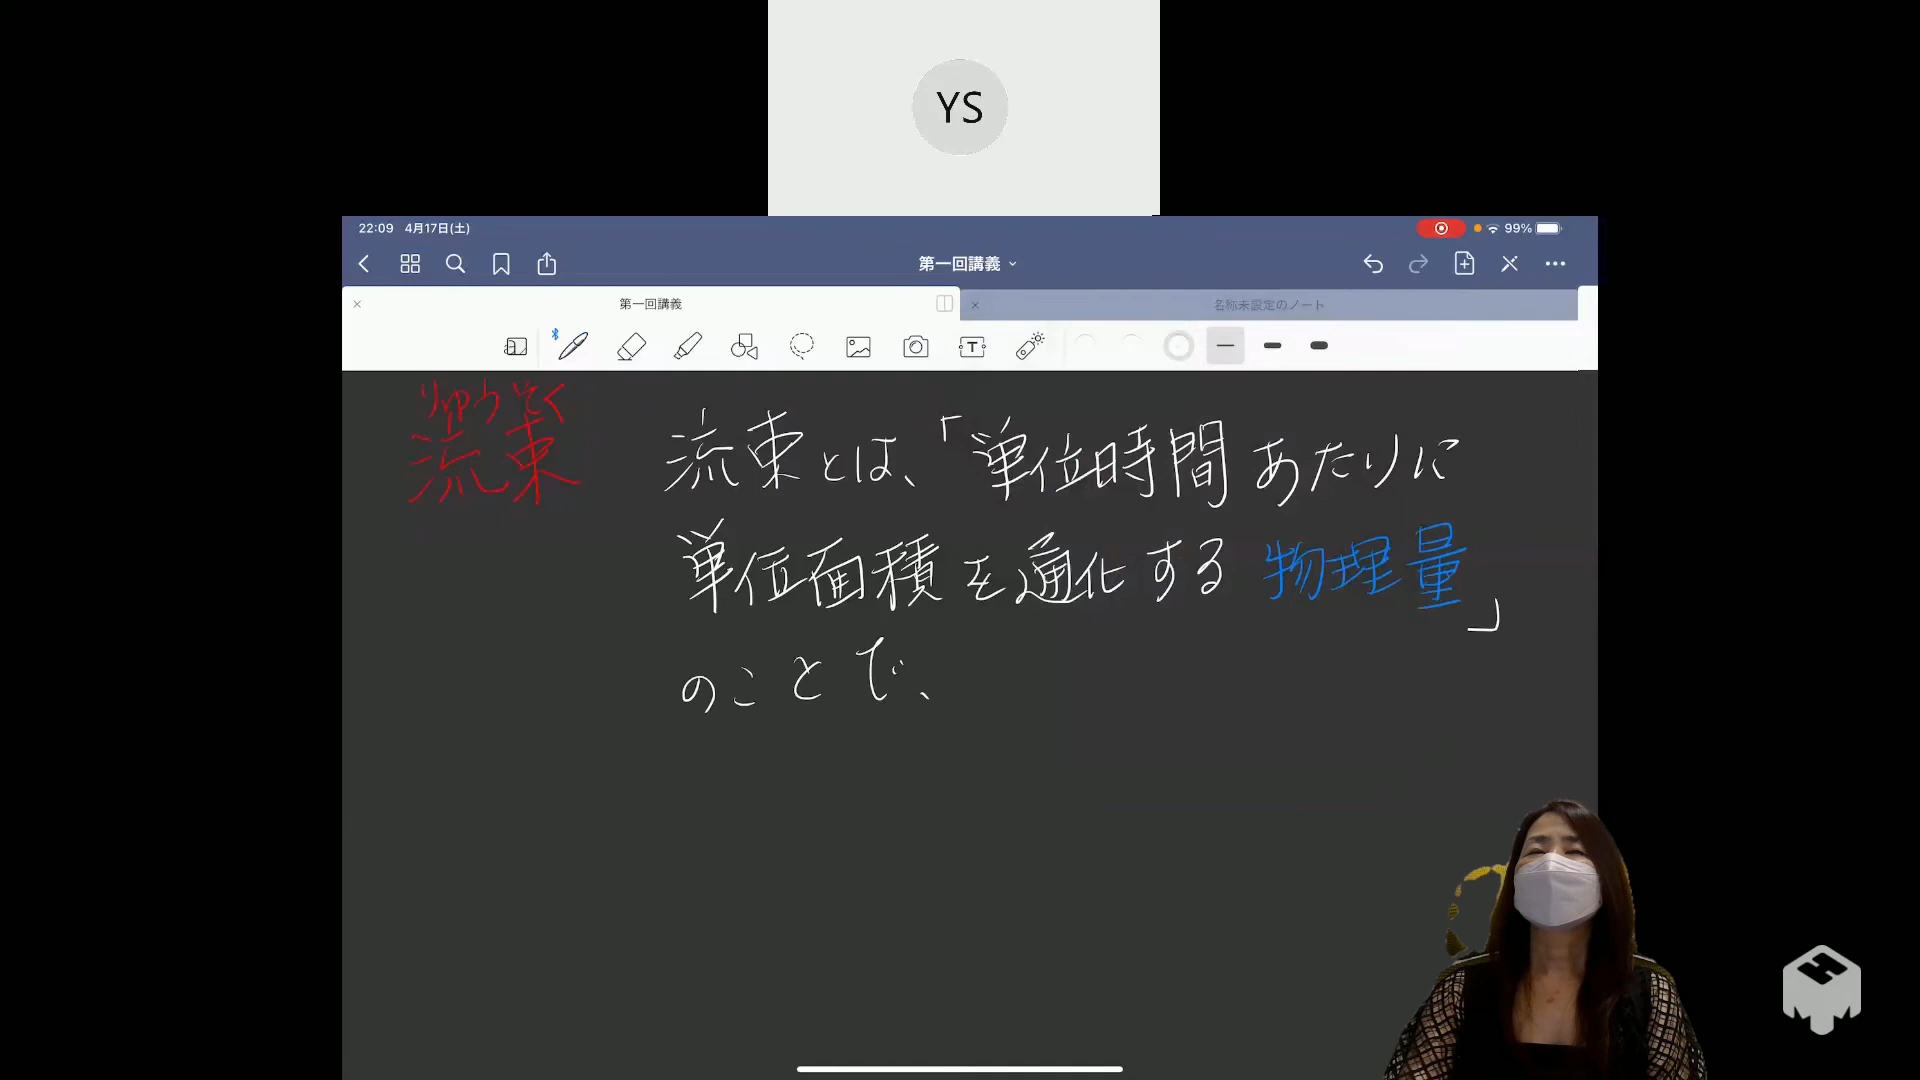 YS
22:09 4月17日(土)
99%
第一回講義
第一回講義
名称未設定のノート
りゅうそく
流束
流束とは、「単位時間あたりに
単位面積を通化する物理量」
のことで、